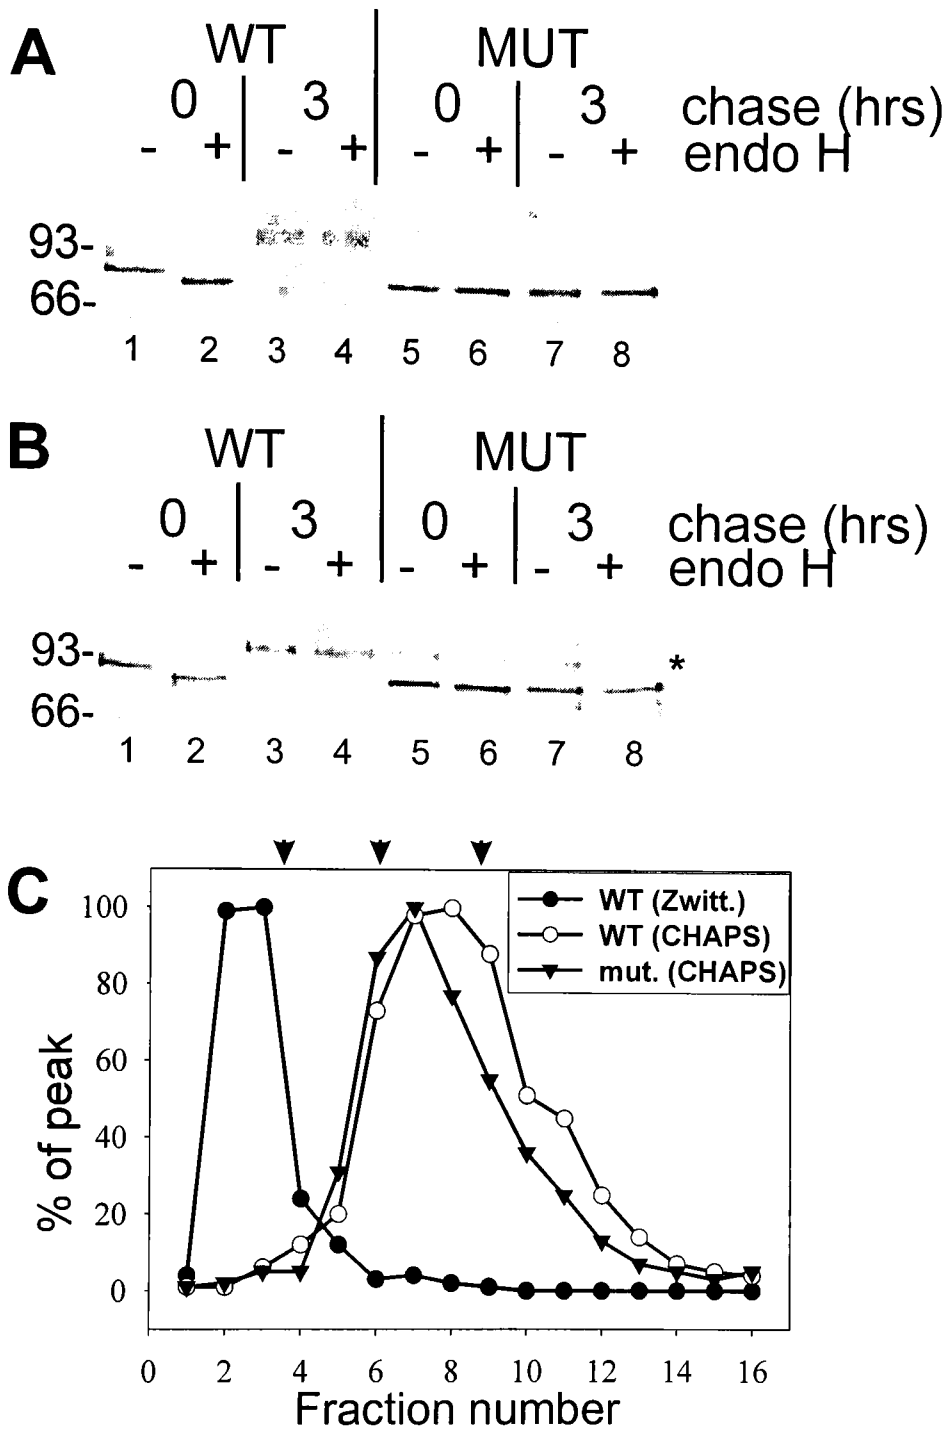 A
WT MUT
0 3 0 3 chase (hrs)
- + - + - + - + endo H
93-
66-
1 2 3 4 5 6 7 8
B
WT MUT
0 3 0 3 chase (hrs)
- + - + - + - + endo H
93-
*
66-
1 2 3 4 5 6 7 8
C
WT (Zwitt.)
WT (CHAPS)
mut. (CHAPS)
% of peak
100
80
60
40
20
0
0 2 4 6 8 10 12 14 16
Fraction number